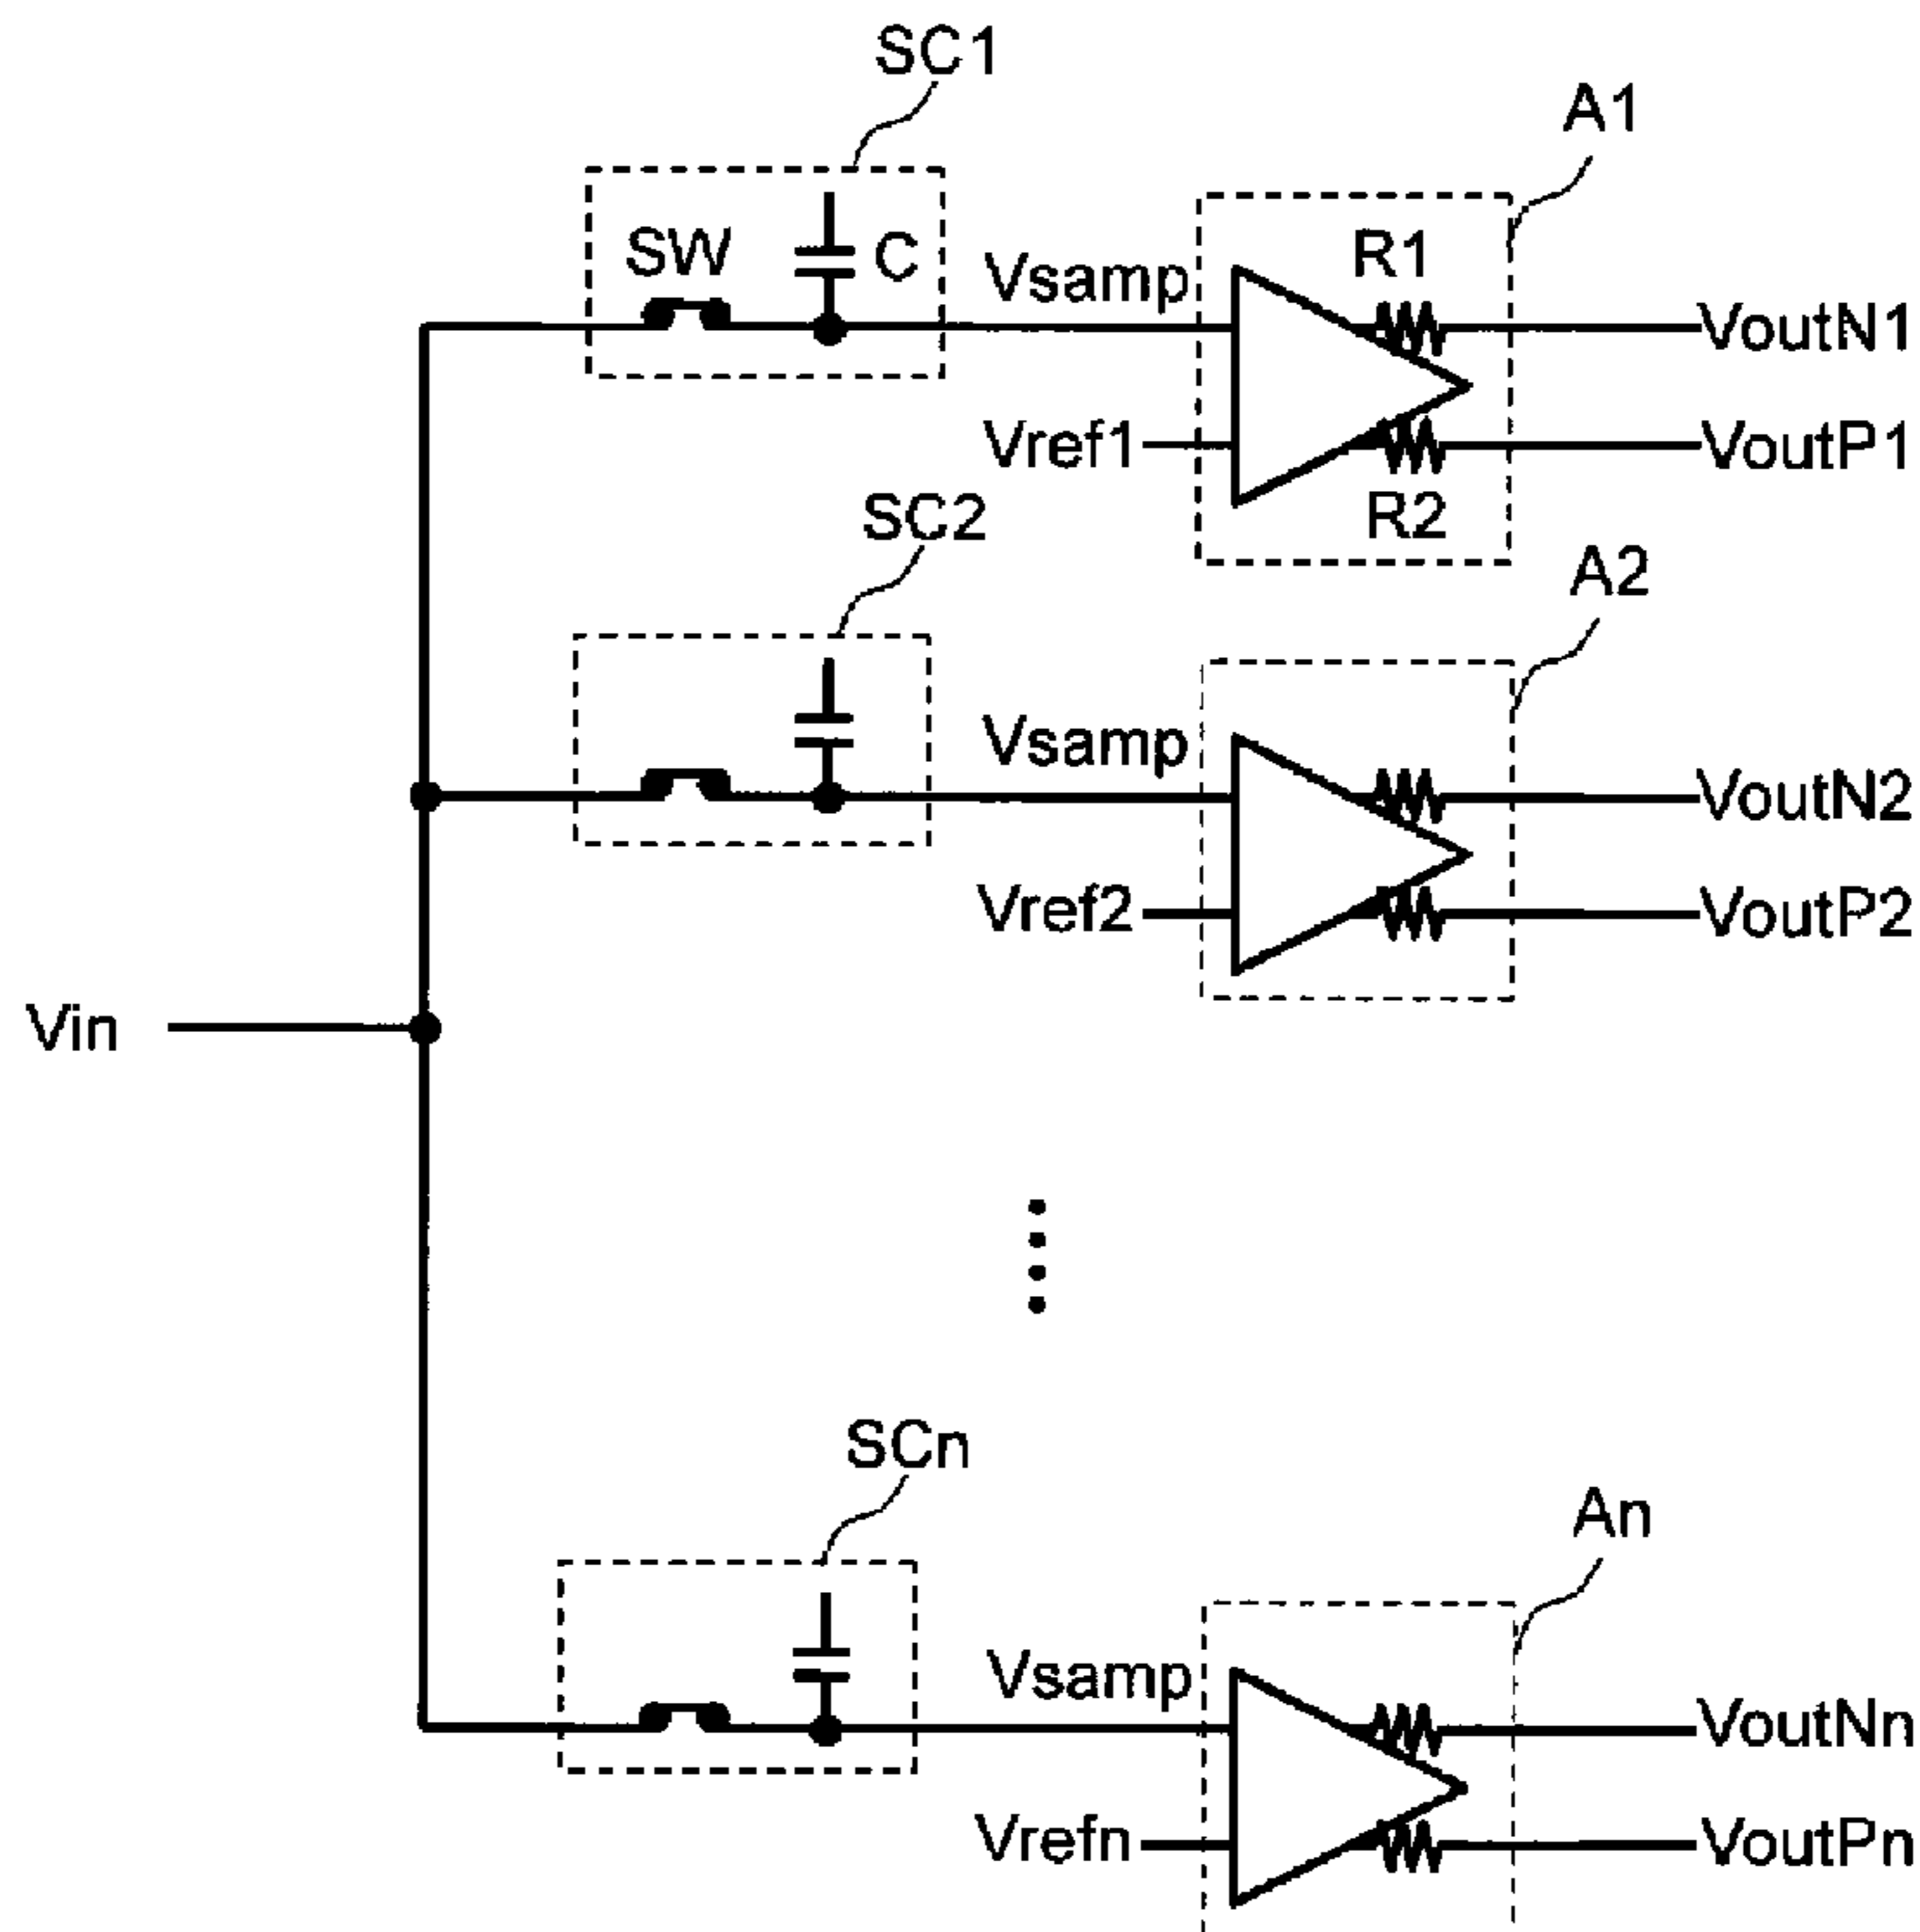 SC1
A1
SW
C
Vsamp
R1
VoutN1
Vref1
VoutP1
R2
SC2
A2
Vsamp
VoutN2
Vref2
VoutP2
Vin
SCn
An
Vsamp
VoutNn
Vrefn
VoutPn